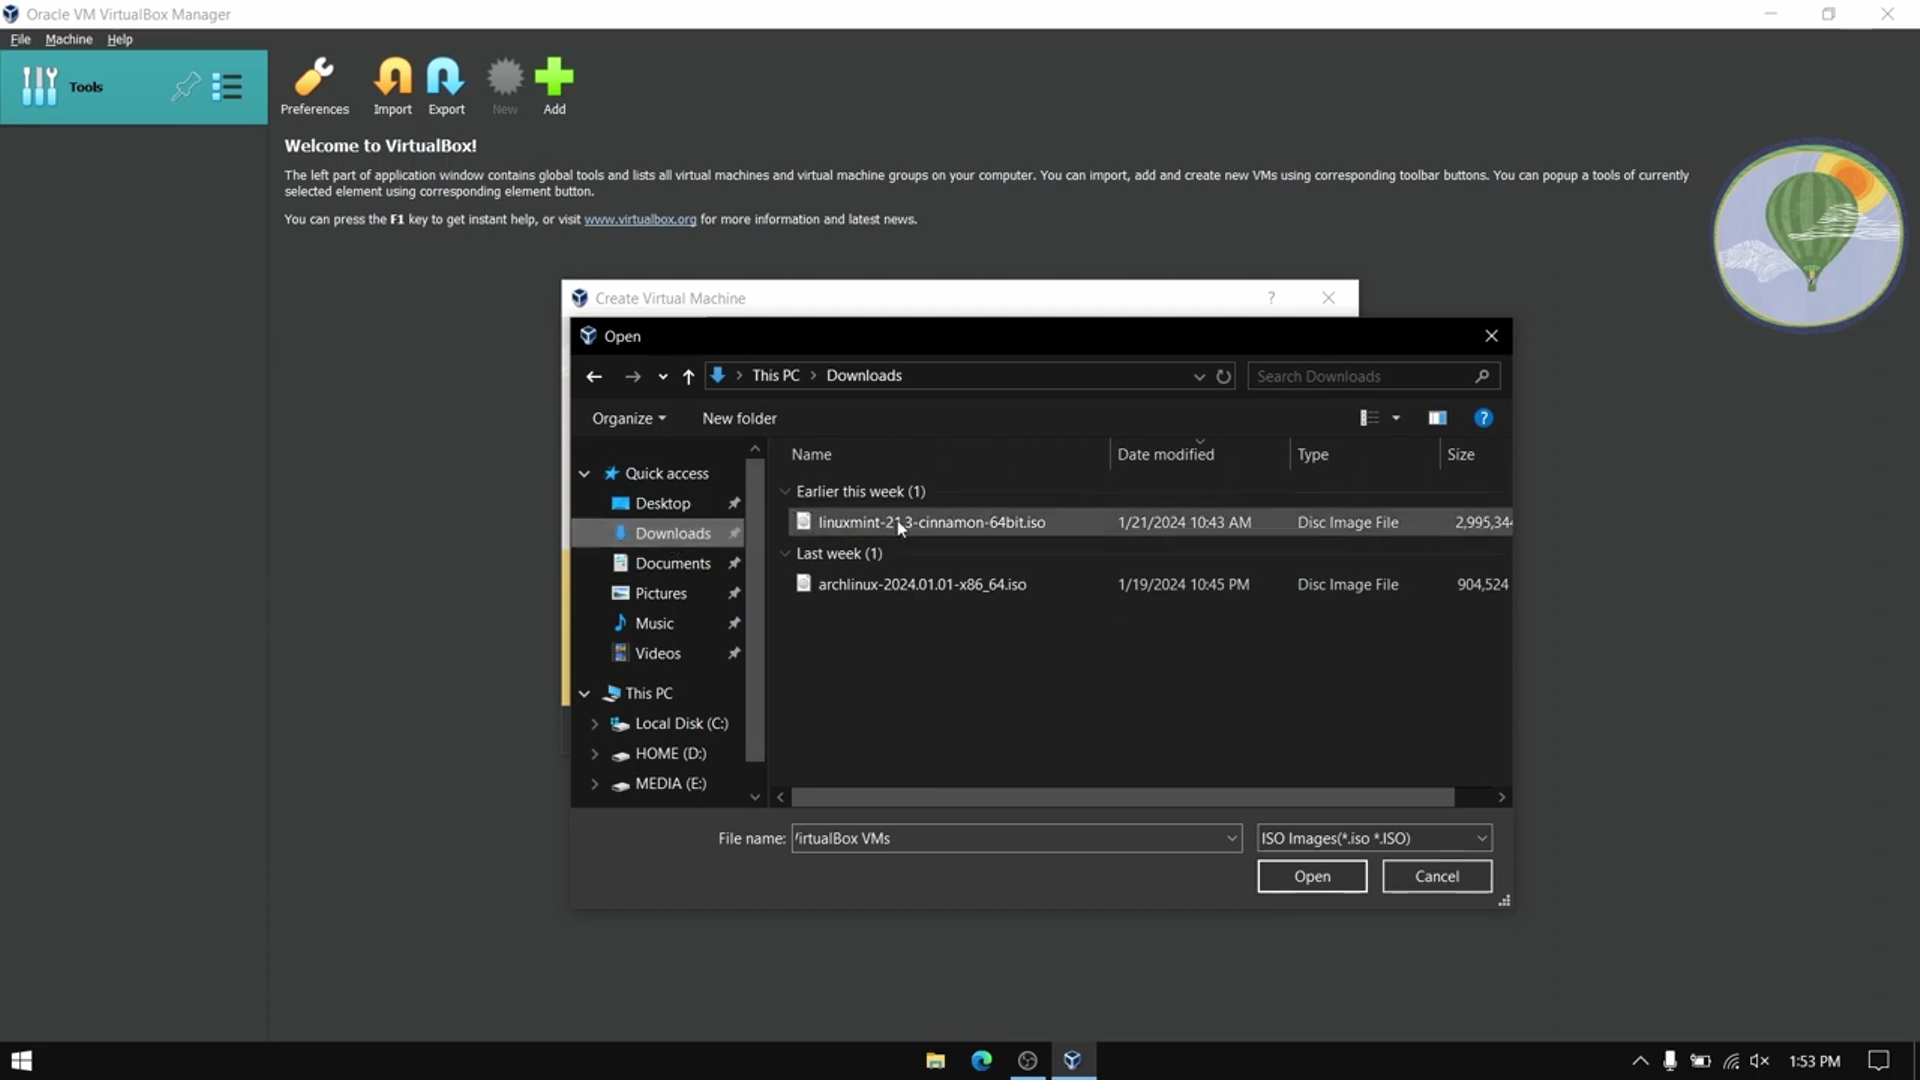 Oracle VM VirtualBox Manager
File Machine Help
Tools
Preferences Import Export New Add
Welcome to VirtualBox!
The left part of application window contains global tools and lists all virtual machines and virtual machine groups on your computer. You can import, add and create new VMs using corresponding toolbar buttons. You can popup a tools of currently
selected element using corresponding element button.
You can press the F1 key to get instant help, or visit www.virtualbox.org for more information and latest news.
Create Virtual Machine ?
Open
This PC > Downloads
Search Downloads
Organize New folder ?
Name Date modified Type Size
Quick access
Desktop
Downloads
Documents
Pictures
Music
Videos
This PC
Local Disk (C:)
HOME (D:)
MEDIA (E:)
Earlier this week (1)
linuxmint-21.3-cinnamon-64bit.iso 1/21/2024 10:43 AM Disc Image File 2,995,344
Last week (1)
archlinux-2024.01.01-x86_64.iso 1/19/2024 10:45 PM Disc Image File 904,524
File name: irtualBox VMs ISO Images(*.iso *.ISO)
Open Cancel
1:53 PM